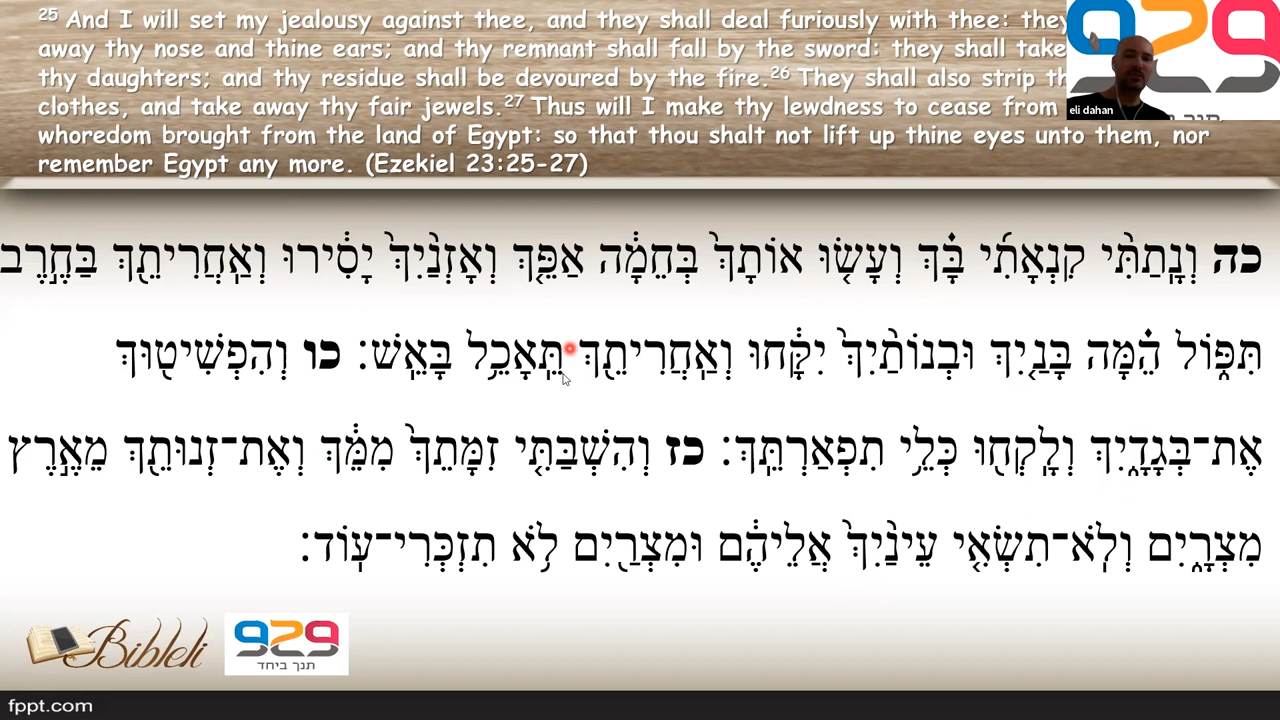 25 And I will set my jealousy against thee, and they shall deal furiously with thee: they
away thy nose and thine ears; and thy remnant shall fall by the sword: they shall take
thy daughters; and thy residue shall be devoured by the fire.26 They shall also strip
clothes, and take away thy fair jewels.27 Thus will I make thy lewdness to cease from
whoredom brought from the land of Egypt: so that thou shalt not lift up thine eyes unto them, nor
remember Egypt any more. (Ezekiel 23:25-27)
929
eli dahan
כה וְנָתַתִּ֨י קִנְאָתִ֜י בָּ֗ךְ וְעָשׂ֤וּ אוֹתָךְ֙ בְּחֵמָ֔ה אַפֵּ֤ךְ וְאָזְנַ֙יִךְ֙ יָסִ֔ירוּ וְאַחֲרִיתֵ֖ךְ בַּחֶ֣רֶב
תִּפּ֑וֹל הֵ֗מָּה בָּנַ֤יִךְ וּבְנוֹתַ֙יִךְ֙ יִקָּ֔חוּ וְאַחֲרִיתֵ֖ךְ תֵּאָכֵ֥ל בָּאֵֽשׁ׃ כו וְהִפְשִׁיט֖וּךְ
אֶת־בְּגָדָ֑יִךְ וְלָקְח֖וּ כְּלֵ֥י תִפְאַרְתֵּֽךְ׃ כז וְהִשְׁבַּתִּ֤י זִמָּתֵךְ֙ מִמֵּ֔ךְ וְאֶת־זְנוּתֵ֖ךְ מֵאֶ֣רֶץ
מִצְרָ֑יִם וְלֹֽא־תִשְׂאִ֤י עֵינַ֙יִךְ֙ אֲלֵיהֶ֔ם וּמִצְרַ֖יִם לֹ֥א תִזְכְּרִי־עֽוֹד׃
Bibleli
929
תנך ביחד
fppt.com